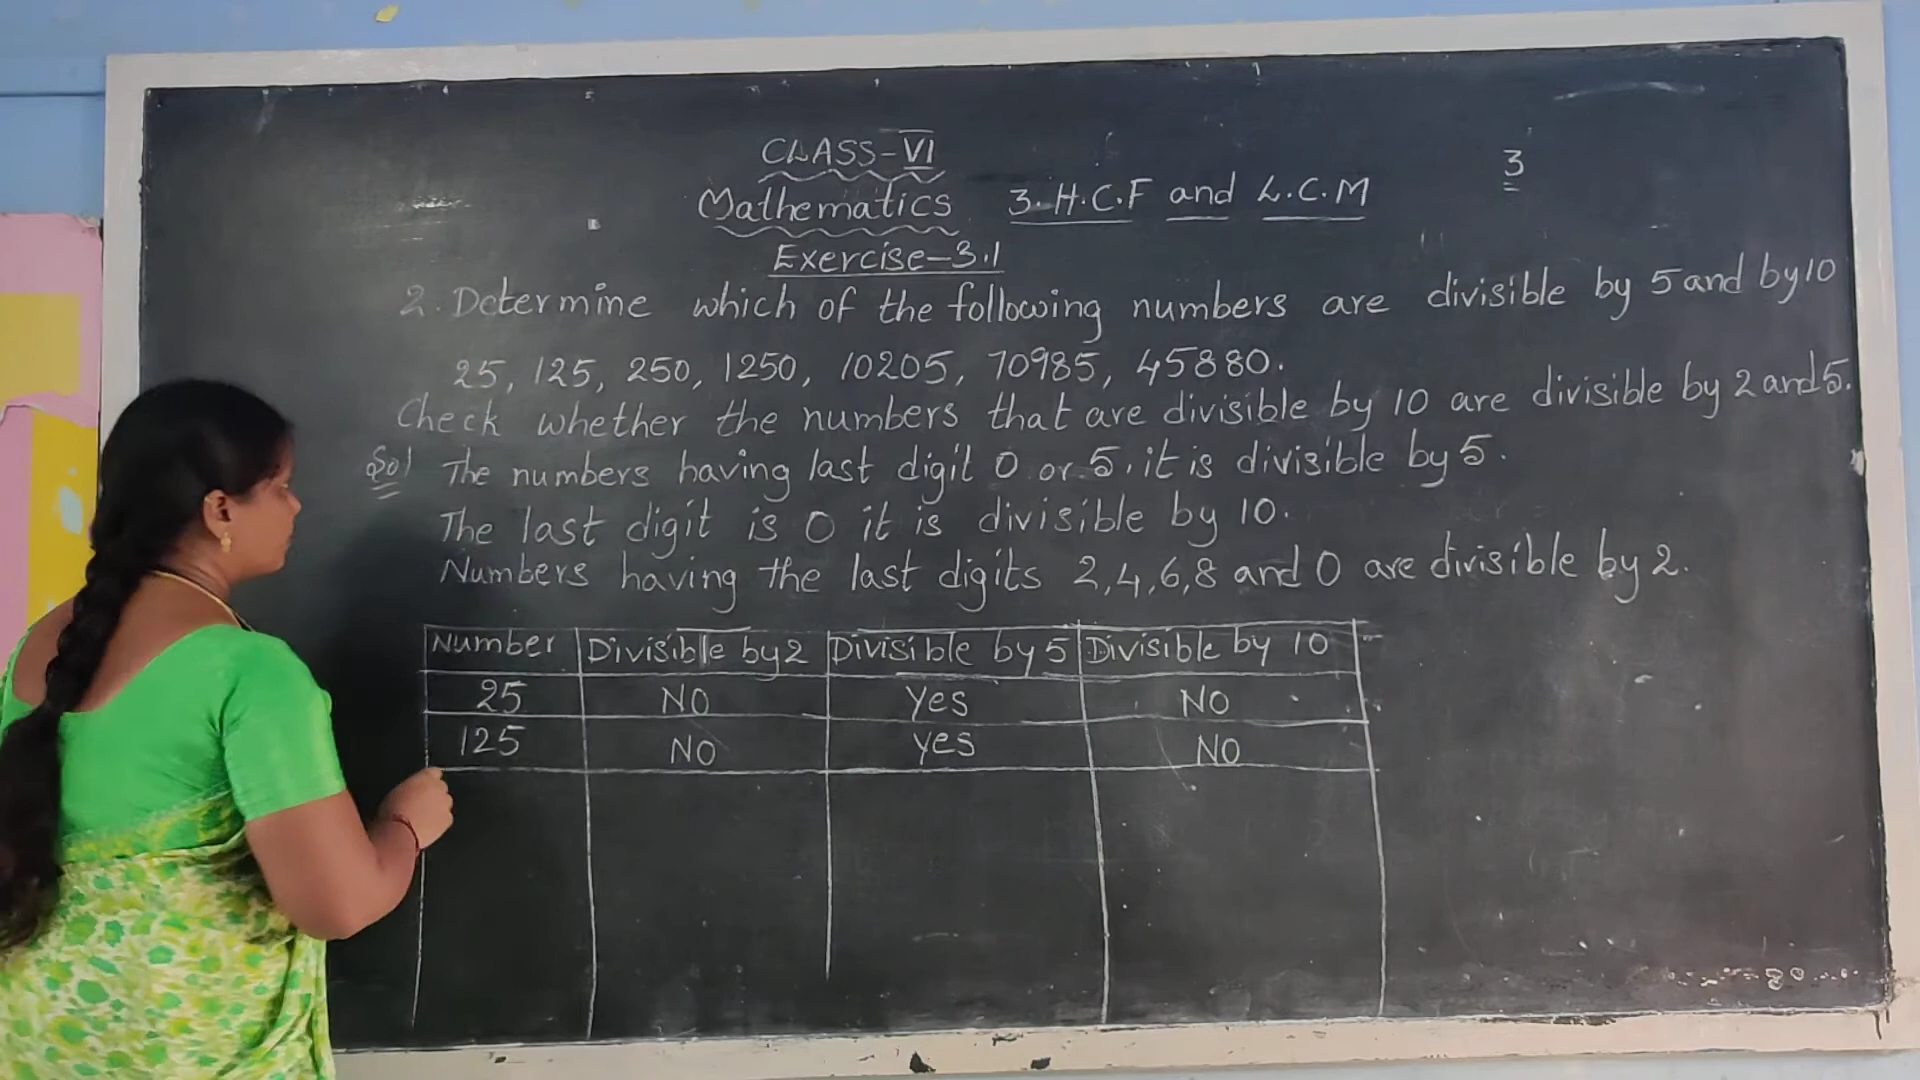 CLASS-VI
3
Mathematics 3.H.C.F and L.C.M
Exercise-3.1
2. Determine which of the following numbers are divisible by 5 and by 10
25, 125, 250, 1250, 10205, 70985, 45880.
Check whether the numbers that are divisible by 10 are divisible by 2 and 5.
Sol The numbers having last digit 0 or 5, it is divisible by 5.
The last digit is 0 it is divisible by 10.
Numbers having the last digits 2,4,6,8 and 0 are divisible by 2.
Number Divisible by 2 Divisible by 5 Divisible by 10
25 NO Yes NO
125 NO Yes NO